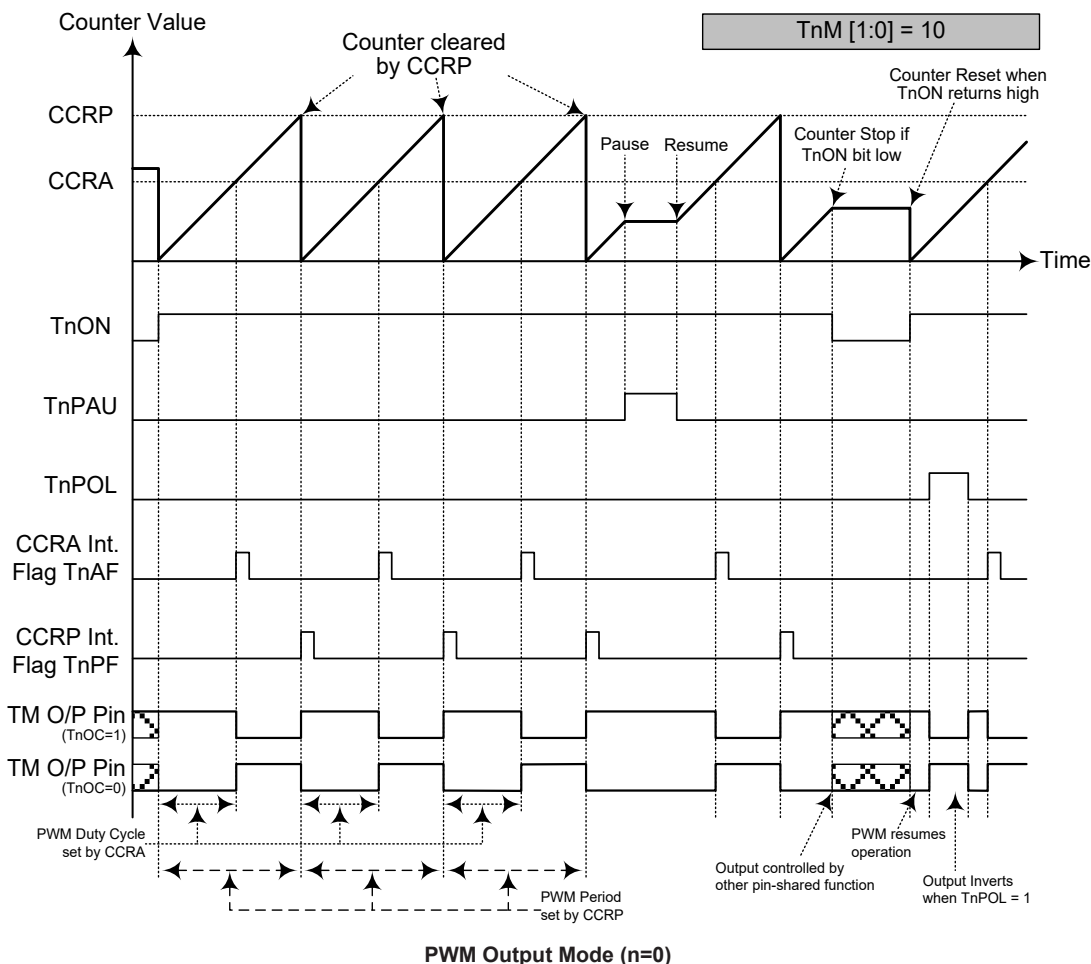 Counter Value
TnM [1:0] = 10
Counter cleared
by CCRP
Counter Reset when
TnON returns high
CCRP
Pause
Resume
Counter Stop if
TnON bit low
CCRA
Time
TnON
TnPAU
TnPOL
CCRA Int.
Flag TnAF
CCRP Int.
Flag TnPF
TM O/P Pin
(TnOC=1)
TM O/P Pin
(TnOC=0)
PWM Duty Cycle
set by CCRA
PWM resumes
operation
Output controlled by
other pin-shared function
Output Inverts
when TnPOL = 1
PWM Period
set by CCRP
PWM Output Mode (n=0)